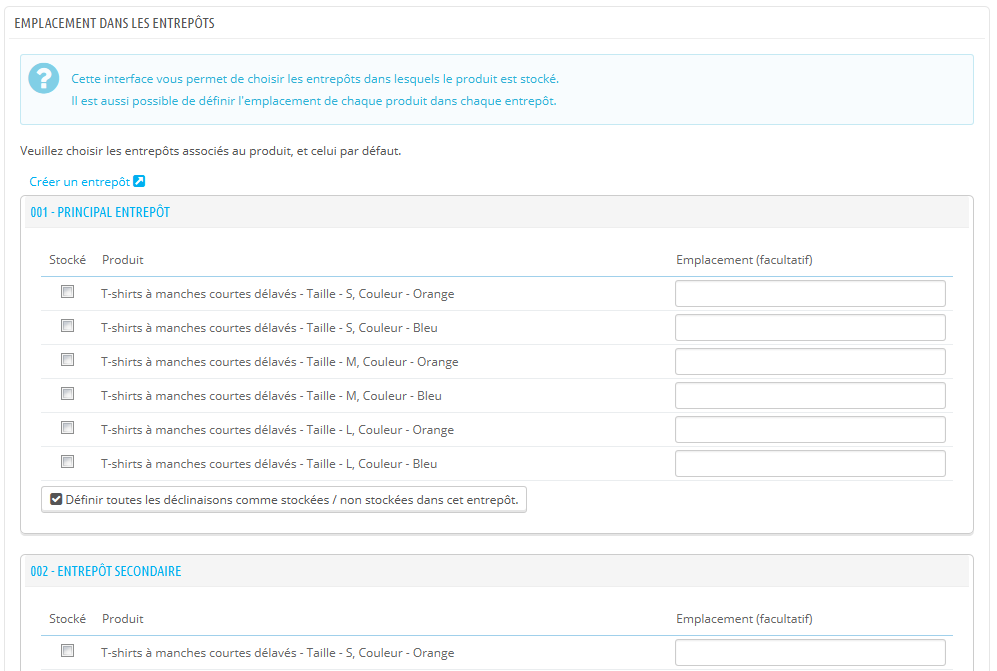 EMPLACEMENT DANS LES ENTREPÔTS
Cette interface vous permet de choisir les entrepôts dans lesquels le produit est stocké.
Il est aussi possible de définir l'emplacement de chaque produit dans chaque entrepôt.
Veuillez choisir les entrepôts associés au produit, et celui par défaut.
Créer un entrepôt
001 - PRINCIPAL ENTREPÔT
Stocké Produit Emplacement (facultatif)
T-shirts à manches courtes délavés - Taille - S, Couleur - Orange
T-shirts à manches courtes délavés - Taille - S, Couleur - Bleu
T-shirts à manches courtes délavés - Taille - M, Couleur - Orange
T-shirts à manches courtes délavés - Taille - M, Couleur - Bleu
T-shirts à manches courtes délavés - Taille - L, Couleur - Orange
T-shirts à manches courtes délavés - Taille - L, Couleur - Bleu
Définir toutes les déclinaisons comme stockées / non stockées dans cet entrepôt.
002 - ENTREPÔT SECONDAIRE
Stocké Produit Emplacement (facultatif)
T-shirts à manches courtes délavés - Taille - S, Couleur - Orange